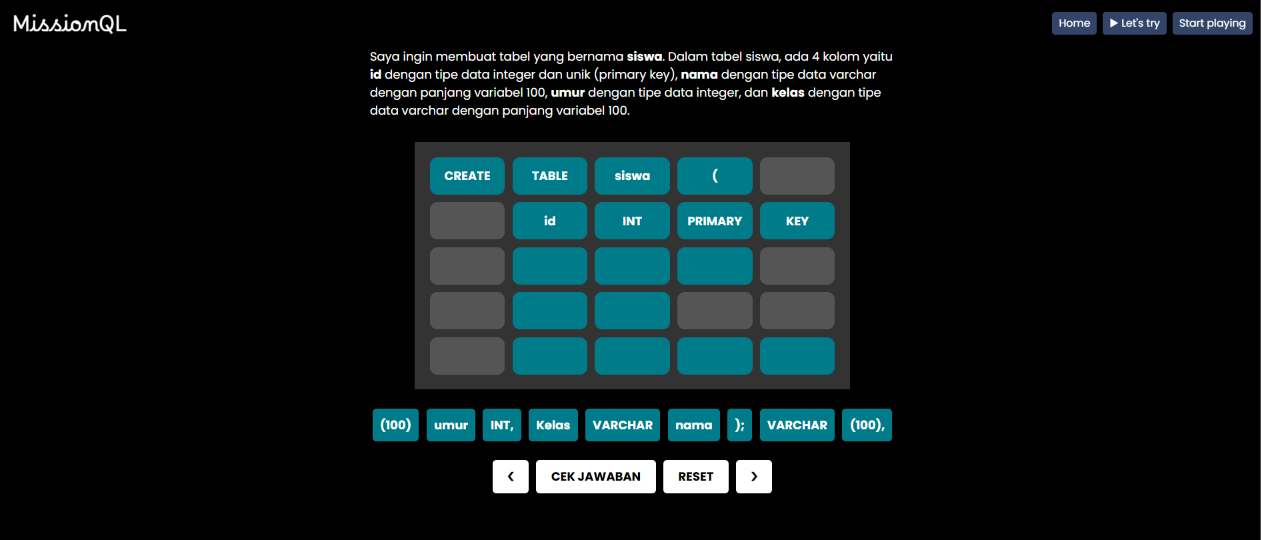 MissionQL
Home ▶ Let's try Start playing
Saya ingin membuat tabel yang bernama siswa. Dalam tabel siswa, ada 4 kolom yaitu
id dengan tipe data integer dan unik (primary key), nama dengan tipe data varchar
dengan panjang variabel 100, umur dengan tipe data integer, dan kelas dengan tipe
data varchar dengan panjang variabel 100.
CREATE TABLE siswa (
id INT PRIMARY KEY
(100) umur INT, Kelas VARCHAR nama ); VARCHAR (100),
‹ CEK JAWABAN RESET ›